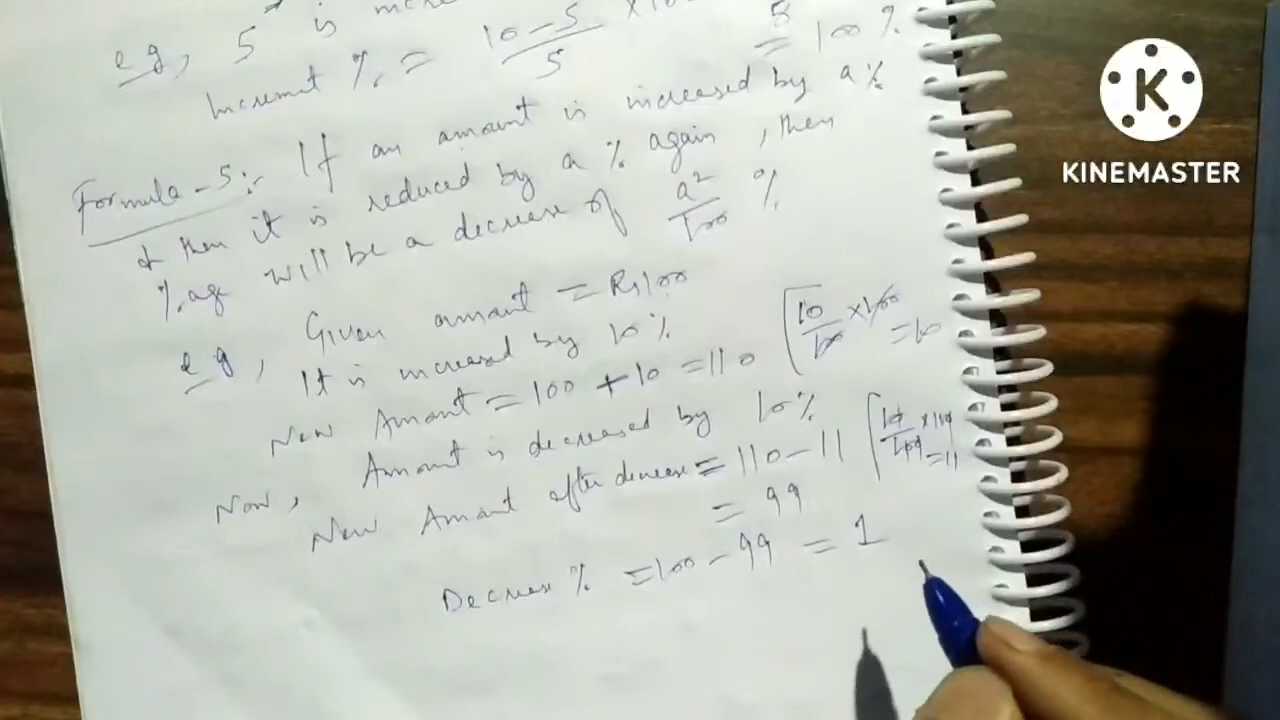 e.g, 5 is incre
Increment % = 10-5/5 × 10
= 100 %
Formula-5:- If an amount is increased by a %
& then it is reduced by a % again, then
%age will be a decrease of a²/100 %
e.g, Given amount = Rs100
It is increased by 10 %
New Amount = 100 + 10 = 110 [10/100 × 100 = 10
Now, Amount is decreased by 10%
New Amount after decrease = 110 - 11 [10/100 × 110 = 11
= 99
Decrease % = 100 - 99 = 1
K
KINEMASTER